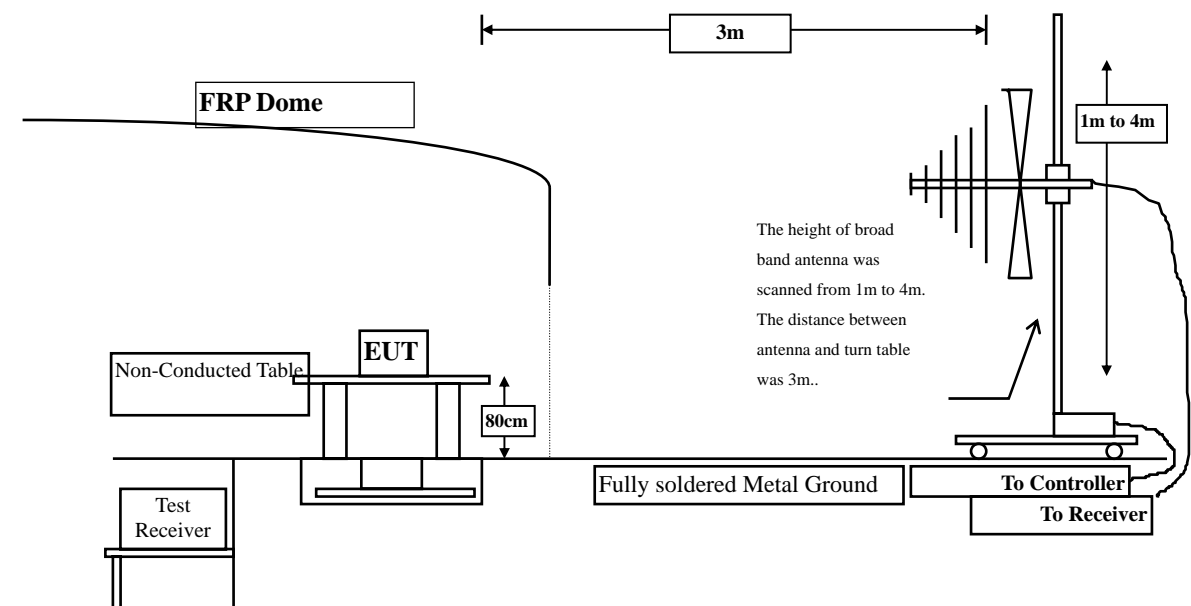 3m
FRP Dome
1m to 4m
The height of broad
band antenna was
scanned from 1m to 4m.
The distance between
antenna and turn table
was 3m..
EUT
Non-Conducted Table
80cm
Fully soldered Metal Ground
To Controller
Test
Receiver
To Receiver